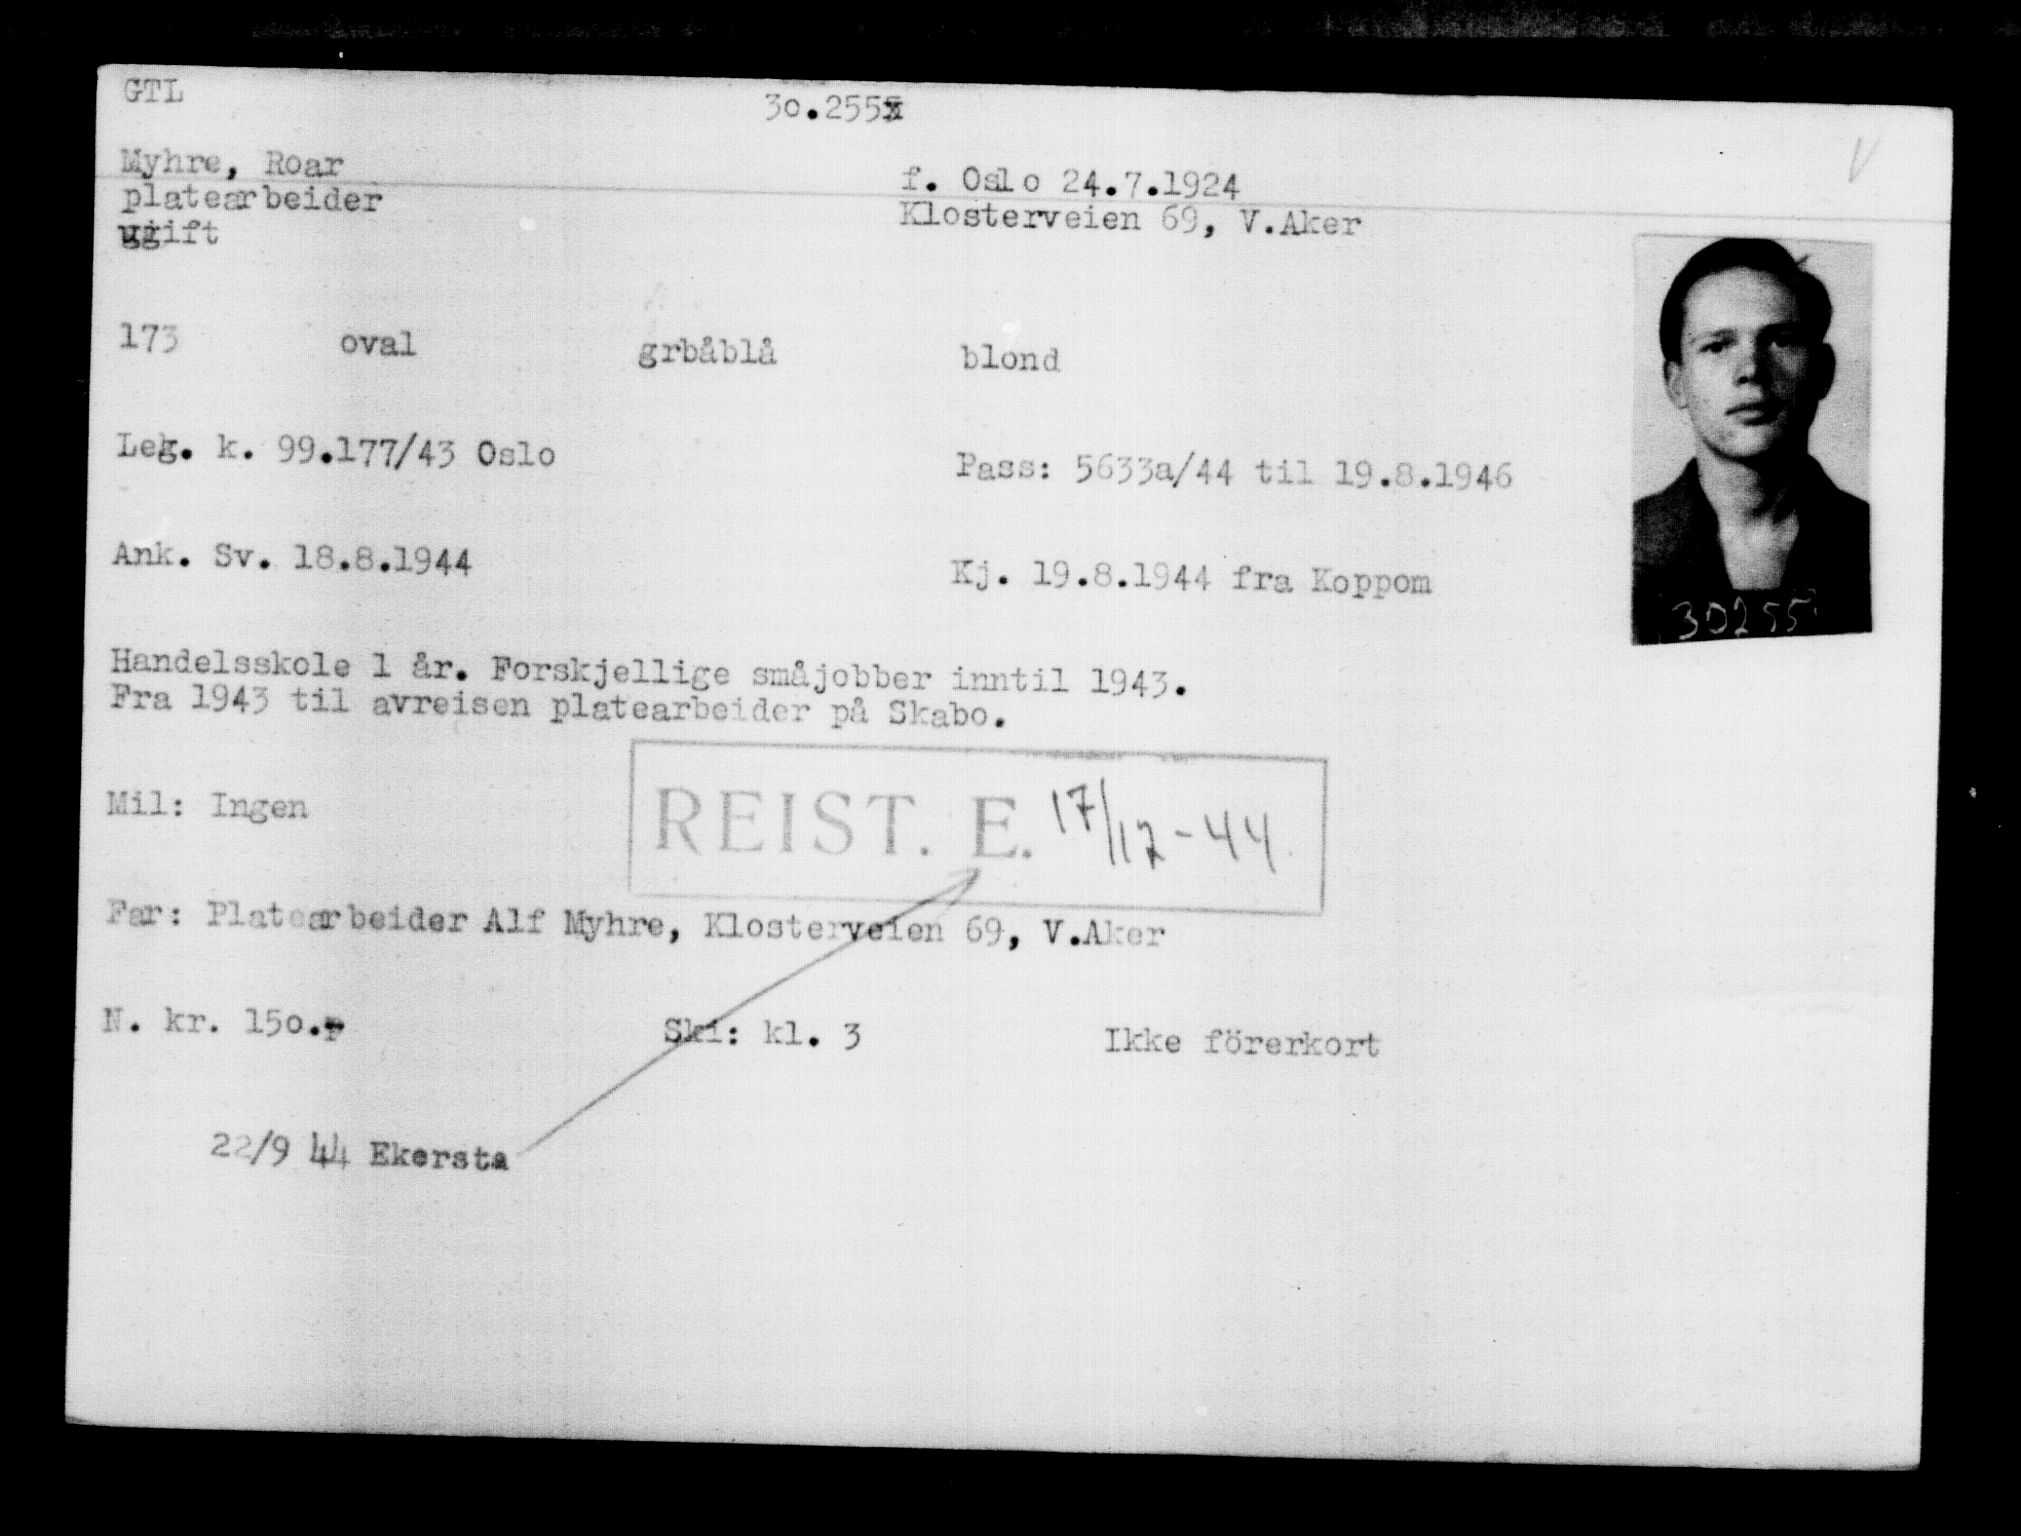 GTL
30.255
Myhre, Roar
f. Oslo 24.7.1924
platearbeider
Klosterveien 69, V.Aker
ugift
173 oval grbåblå blond
Leg. k. 99.177/43 Oslo
Pass: 5633a/44 til 19.8.1946
Ank. Sv. 18.8.1944
Kj. 19.8.1944 fra Koppom
30255
Handelsskole 1 år. Forskjellige småjobber inntil 1943.
Fra 1943 til avreisen platearbeider på Skabo.
Mil: Ingen
REIST. E. 17/12-44
Far: Platearbeider Alf Myhre, Klosterveien 69, V.Aker
N. kr. 150.
Ski: kl. 3
Ikke förerkort
22/9 44 Ekersta